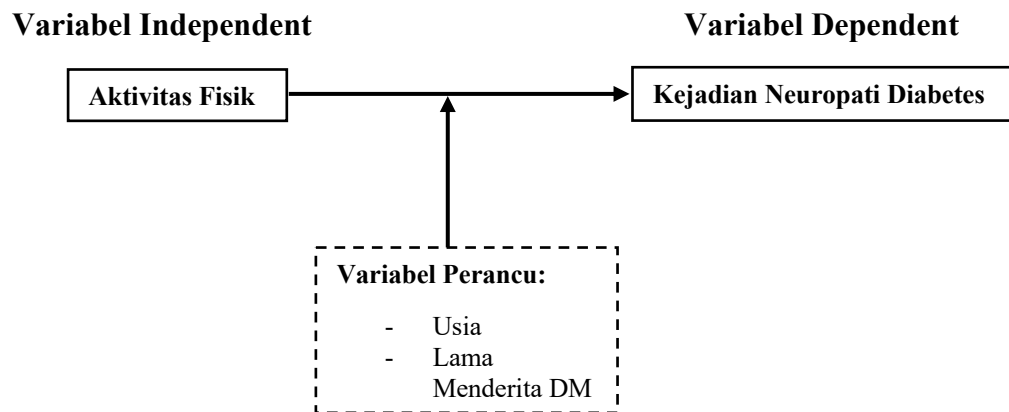 Variabel Independent
Variabel Dependent
Aktivitas Fisik
Kejadian Neuropati Diabetes
Variabel Perancu:
- Usia
- Lama
Menderita DM